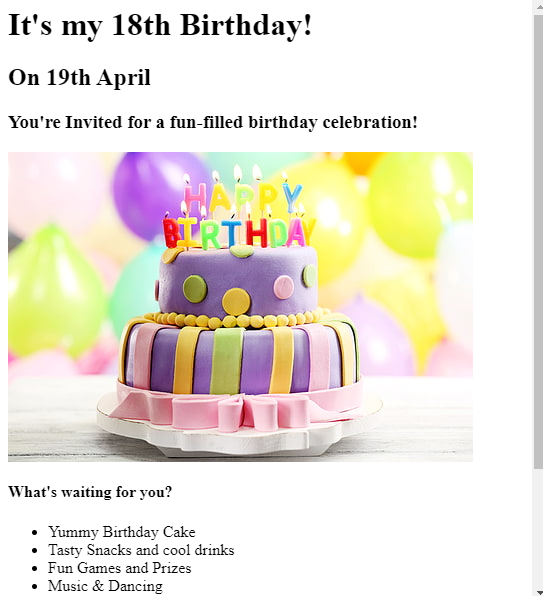 It's my 18th Birthday!
On 19th April
You're Invited for a fun-filled birthday celebration!
HAPPY
BIRTHDAY
What's waiting for you?
Yummy Birthday Cake
Tasty Snacks and cool drinks
Fun Games and Prizes
Music & Dancing